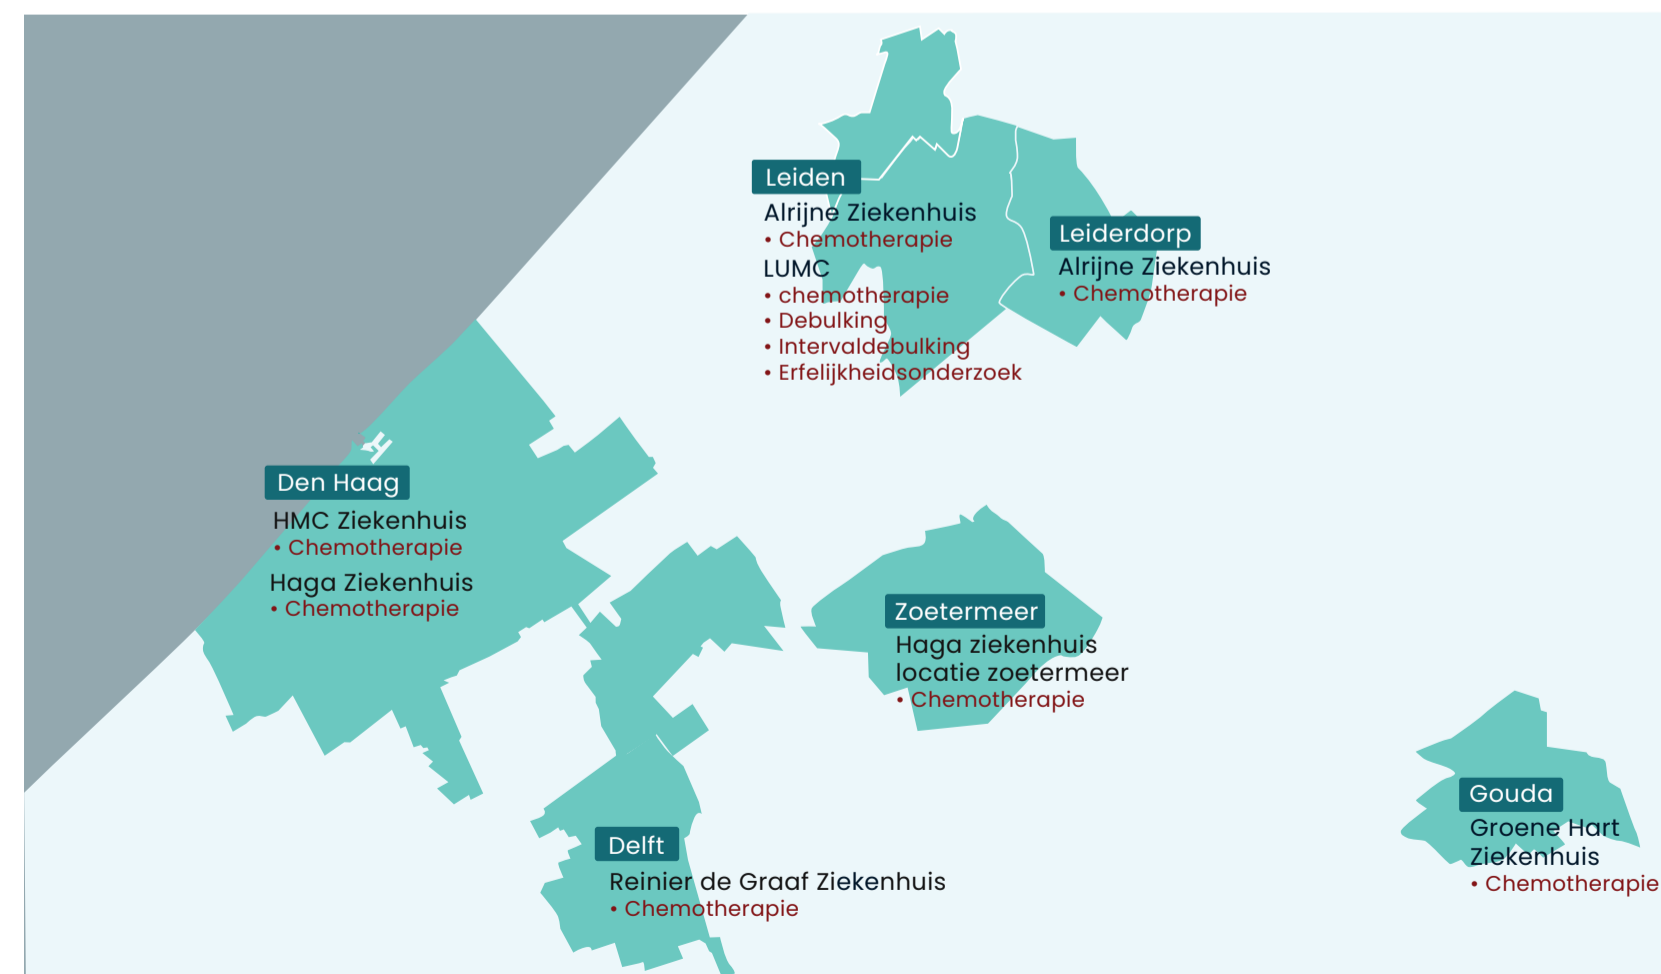 Leiden
Alrijne Ziekenhuis
• Chemotherapie
LUMC
• chemotherapie
• Debulking
• Intervaldebulking
• Erfelijkheidsonderzoek
Leiderdorp
Alrijne Ziekenhuis
• Chemotherapie
Den Haag
HMC Ziekenhuis
• Chemotherapie
Haga Ziekenhuis
• Chemotherapie
Zoetermeer
Haga ziekenhuis
locatie zoetermeer
• Chemotherapie
Gouda
Groene Hart
Ziekenhuis
• Chemotherapie
Delft
Reinier de Graaf Ziekenhuis
• Chemotherapie